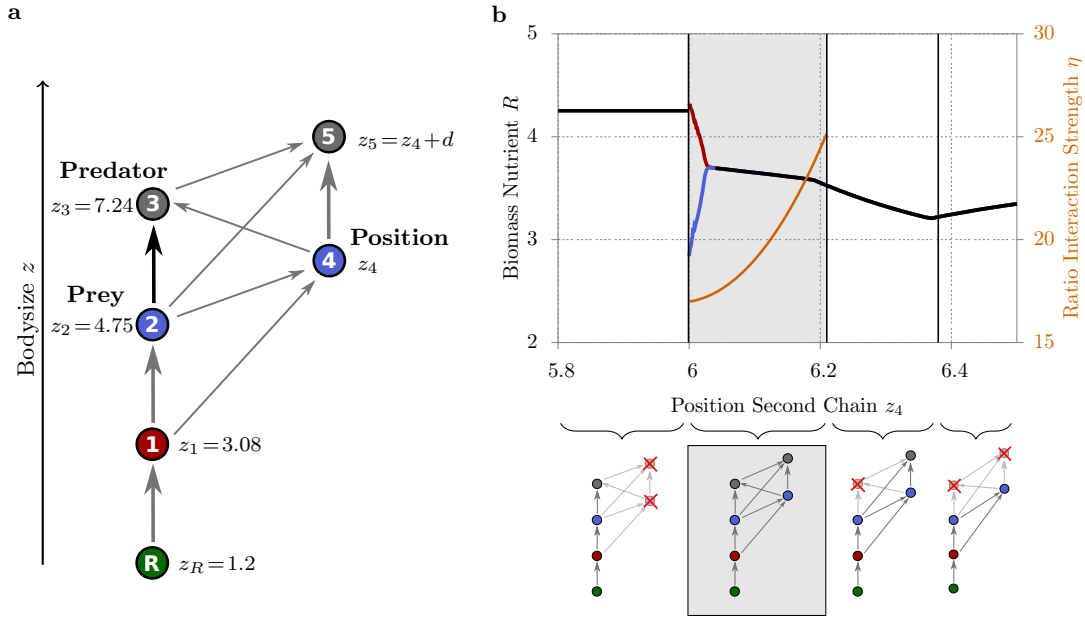 a
Bodysize z
5
z₅ = z₄ + d
Predator
3
z₃ = 7.24
Position
4
z₄
Prey
2
z₂ = 4.75
1
z₁ = 3.08
R
z_R = 1.2
b
Biomass Nutrient R
5
4
3
2
5.8
6
6.2
6.4
30
25
20
15
Ratio Interaction Strength η
Position Second Chain z₄